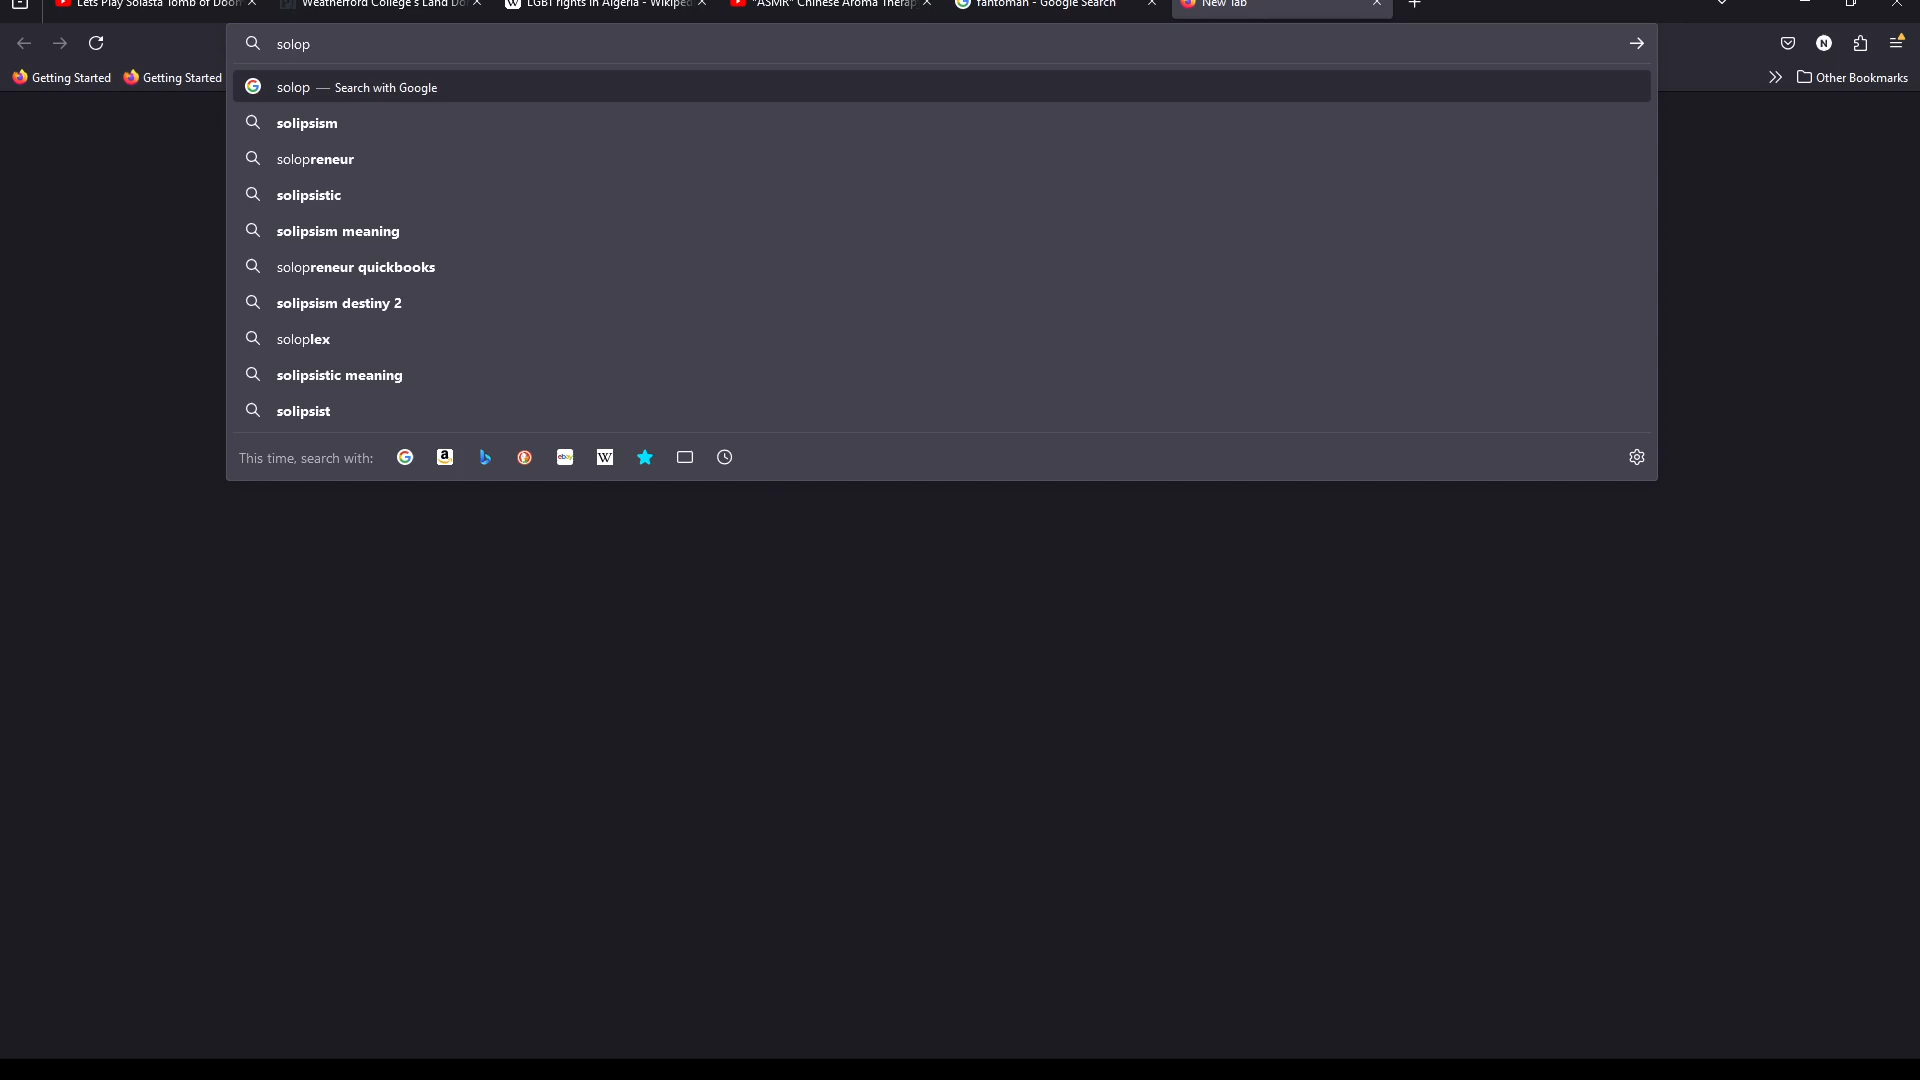 Lets Play Solasta Tomb of Doom
Weatherford College's Land Do
LGBT rights in Algeria - Wikiped
*ASMR* Chinese Aroma Therap
fantoman - Google Search
New Tab
solop
N
Getting Started
Getting Started
Other Bookmarks
solop — Search with Google
solipsism
solopreneur
solipsistic
solipsism meaning
solopreneur quickbooks
solipsism destiny 2
soloplex
solipsistic meaning
solipsist
This time, search with: